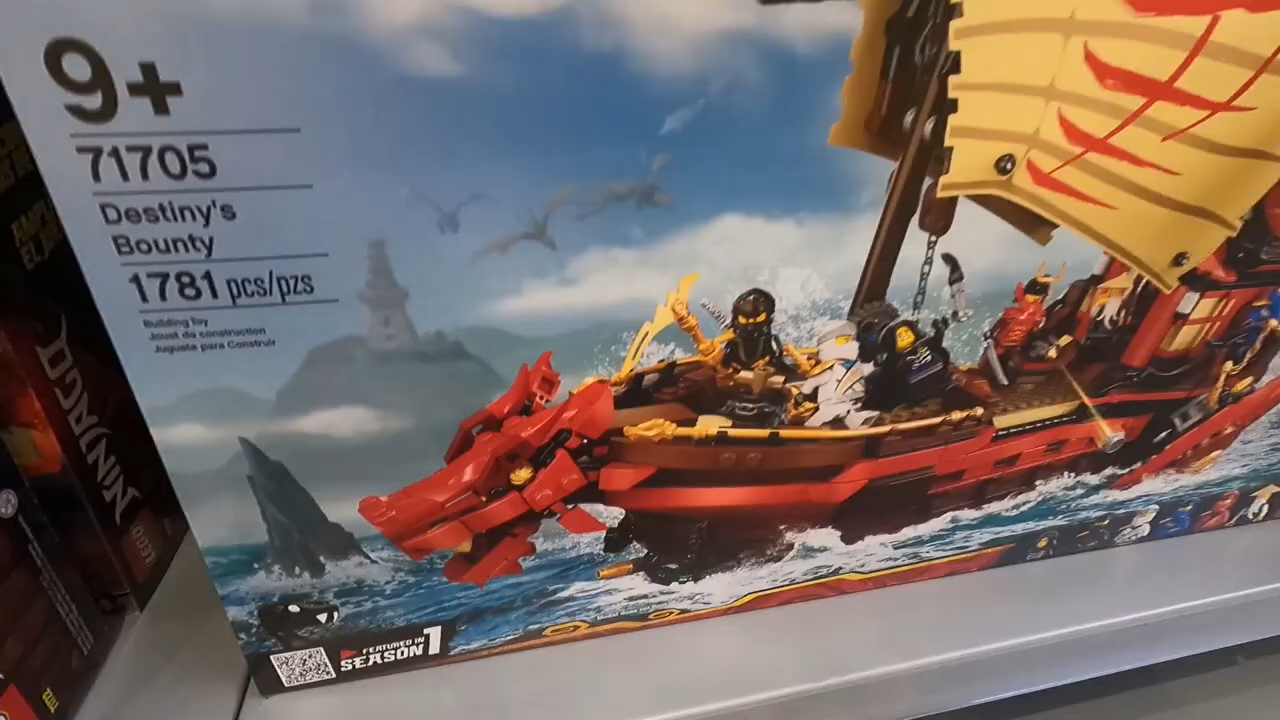 9+
71705
Destiny's
Bounty
1781 pcs/pzs
Building Toy
Jouet de construction
Juguete para Construir
FEATURED IN
SEASON 1
NINJAGO
LEGO